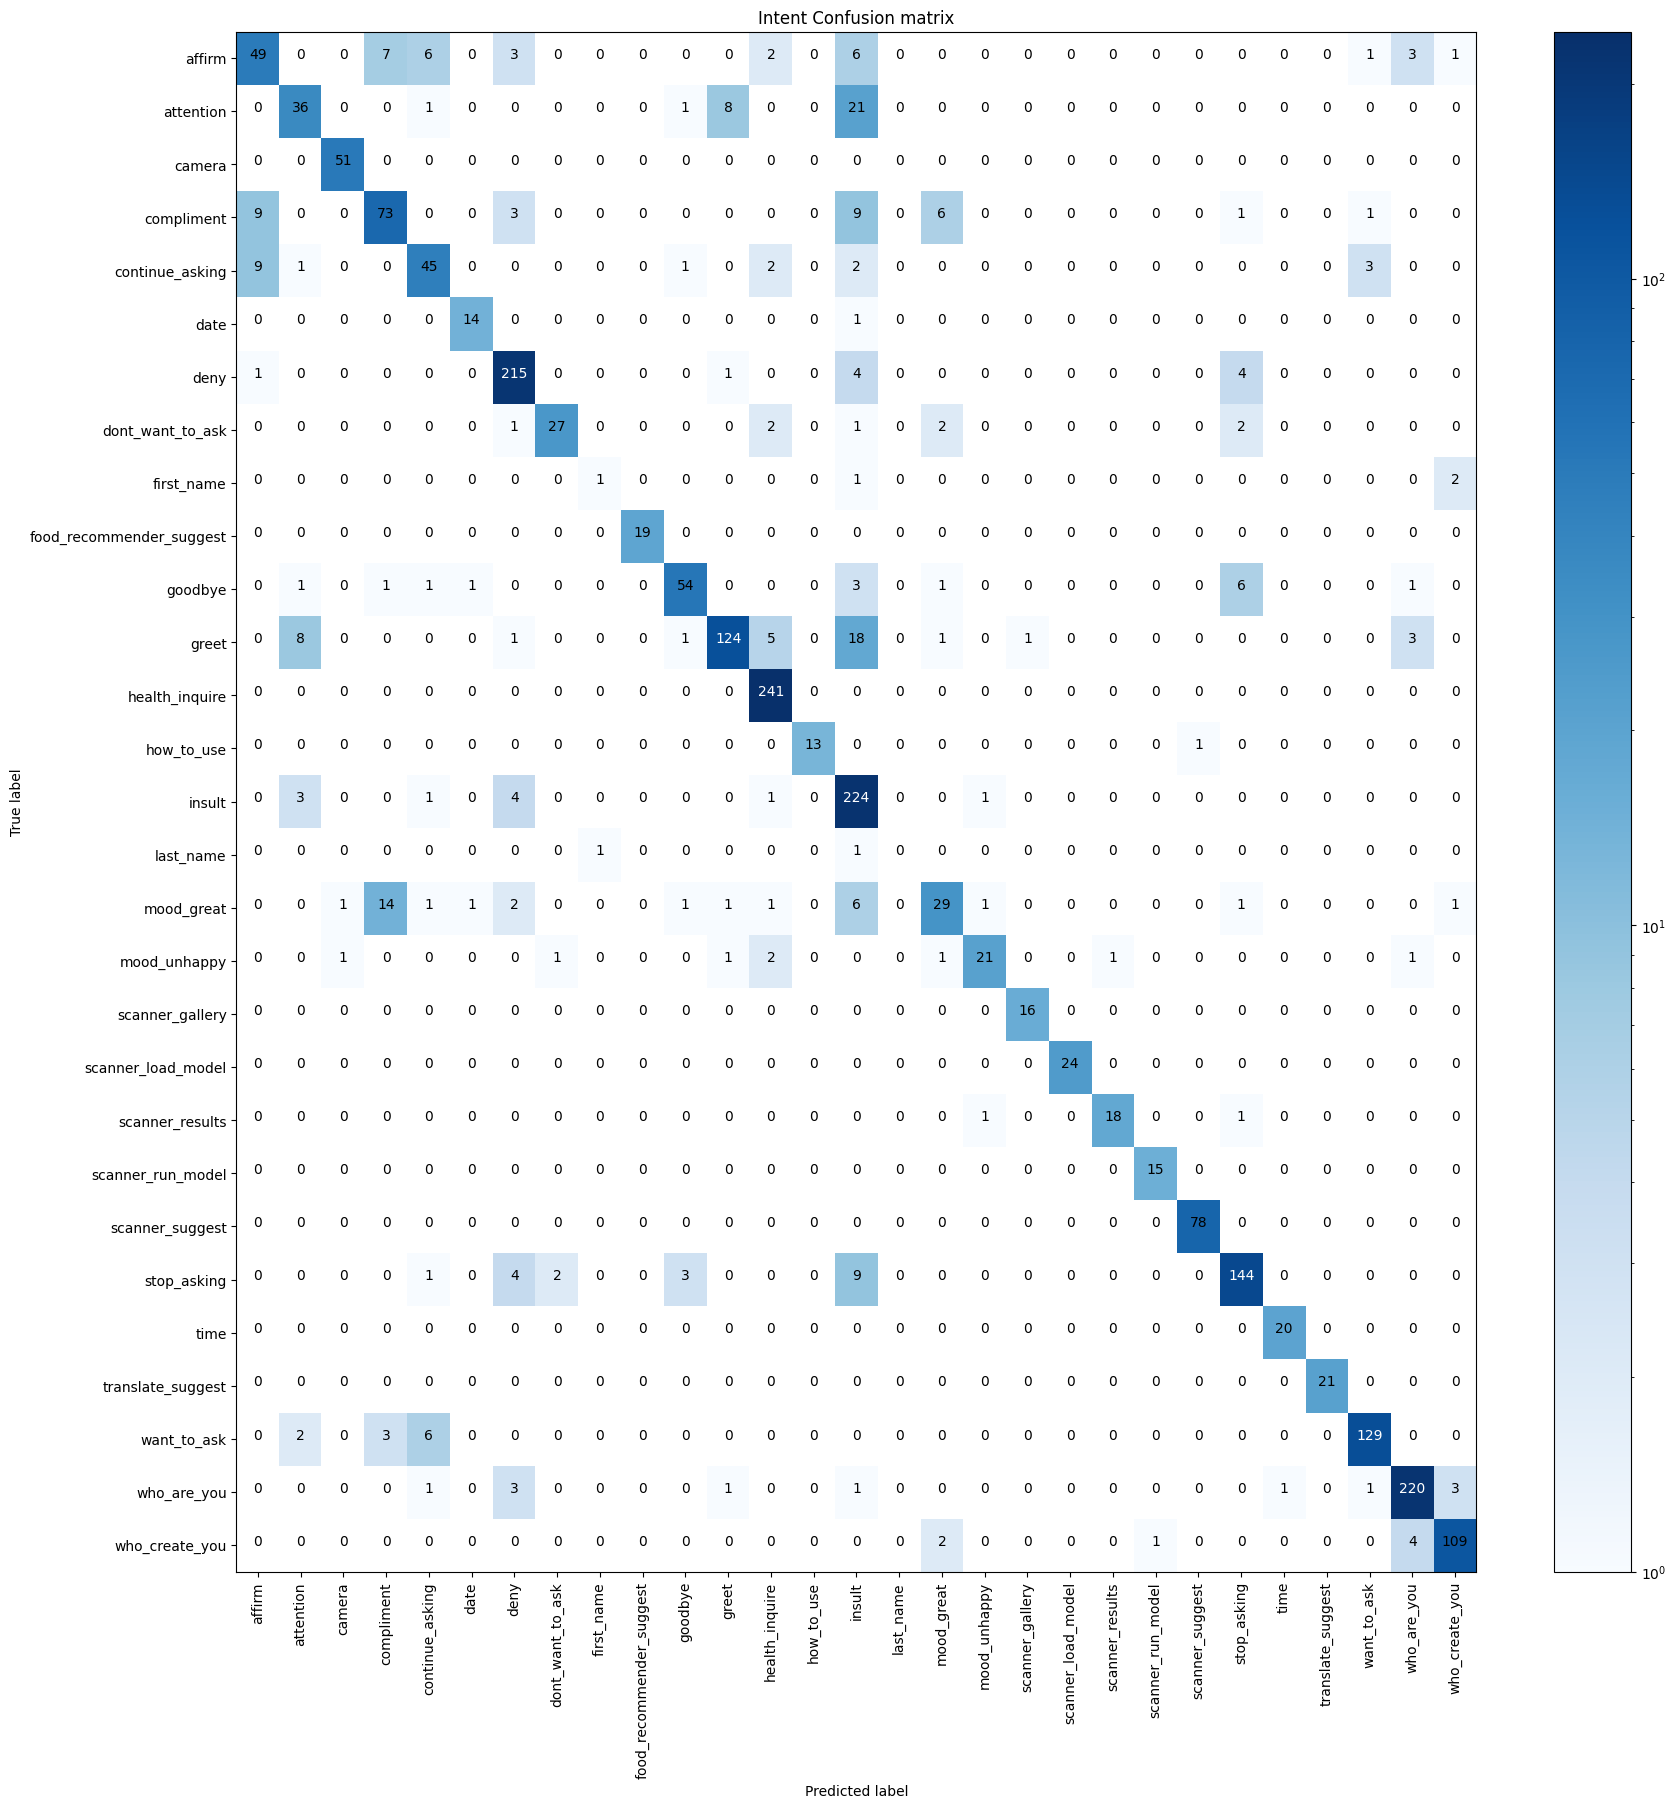 Intent Confusion matrix
affirm 49 0 0 7 6 0 3 0 0 0 0 0 2 0 6 0 0 0 0 0 0 0 0 0 0 0 1 3 1
attention 0 36 0 0 1 0 0 0 0 0 1 8 0 0 21 0 0 0 0 0 0 0 0 0 0 0 0 0 0
camera 0 0 51 0 0 0 0 0 0 0 0 0 0 0 0 0 0 0 0 0 0 0 0 0 0 0 0 0 0
compliment 9 0 0 73 0 0 3 0 0 0 0 0 0 0 9 0 6 0 0 0 0 0 0 1 0 0 1 0 0
continue_asking 9 1 0 0 45 0 0 0 0 0 1 0 2 0 2 0 0 0 0 0 0 0 0 0 0 0 3 0 0
date 0 0 0 0 0 14 0 0 0 0 0 0 0 0 1 0 0 0 0 0 0 0 0 0 0 0 0 0 0
deny 1 0 0 0 0 0 215 0 0 0 0 1 0 0 4 0 0 0 0 0 0 0 0 4 0 0 0 0 0
dont_want_to_ask 0 0 0 0 0 0 1 27 0 0 0 0 2 0 1 0 2 0 0 0 0 0 0 2 0 0 0 0 0
first_name 0 0 0 0 0 0 0 0 1 0 0 0 0 0 1 0 0 0 0 0 0 0 0 0 0 0 0 0 2
food_recommender_suggest 0 0 0 0 0 0 0 0 0 19 0 0 0 0 0 0 0 0 0 0 0 0 0 0 0 0 0 0 0
goodbye 0 1 0 1 1 1 0 0 0 0 54 0 0 0 3 0 1 0 0 0 0 0 0 6 0 0 0 1 0
greet 0 8 0 0 0 0 1 0 0 0 1 124 5 0 18 0 1 0 1 0 0 0 0 0 0 0 0 3 0
health_inquire 0 0 0 0 0 0 0 0 0 0 0 0 241 0 0 0 0 0 0 0 0 0 0 0 0 0 0 0 0
how_to_use 0 0 0 0 0 0 0 0 0 0 0 0 0 13 0 0 0 0 0 0 0 0 1 0 0 0 0 0 0
insult 0 3 0 0 1 0 4 0 0 0 0 0 1 0 224 0 0 1 0 0 0 0 0 0 0 0 0 0 0
last_name 0 0 0 0 0 0 0 0 1 0 0 0 0 0 1 0 0 0 0 0 0 0 0 0 0 0 0 0 0
mood_great 0 0 1 14 1 1 2 0 0 0 1 1 1 0 6 0 29 1 0 0 0 0 0 1 0 0 0 0 1
mood_unhappy 0 0 1 0 0 0 0 1 0 0 0 1 2 0 0 0 1 21 0 0 1 0 0 0 0 0 0 1 0
scanner_gallery 0 0 0 0 0 0 0 0 0 0 0 0 0 0 0 0 0 0 16 0 0 0 0 0 0 0 0 0 0
scanner_load_model 0 0 0 0 0 0 0 0 0 0 0 0 0 0 0 0 0 0 0 24 0 0 0 0 0 0 0 0 0
scanner_results 0 0 0 0 0 0 0 0 0 0 0 0 0 0 0 0 0 1 0 0 18 0 0 1 0 0 0 0 0
scanner_run_model 0 0 0 0 0 0 0 0 0 0 0 0 0 0 0 0 0 0 0 0 0 15 0 0 0 0 0 0 0
scanner_suggest 0 0 0 0 0 0 0 0 0 0 0 0 0 0 0 0 0 0 0 0 0 0 78 0 0 0 0 0 0
stop_asking 0 0 0 0 1 0 4 2 0 0 3 0 0 0 9 0 0 0 0 0 0 0 0 144 0 0 0 0 0
time 0 0 0 0 0 0 0 0 0 0 0 0 0 0 0 0 0 0 0 0 0 0 0 0 20 0 0 0 0
translate_suggest 0 0 0 0 0 0 0 0 0 0 0 0 0 0 0 0 0 0 0 0 0 0 0 0 0 21 0 0 0
want_to_ask 0 2 0 3 6 0 0 0 0 0 0 0 0 0 0 0 0 0 0 0 0 0 0 0 0 0 129 0 0
who_are_you 0 0 0 0 1 0 3 0 0 0 0 1 0 0 1 0 0 0 0 0 0 0 0 0 1 0 1 220 3
who_create_you 0 0 0 0 0 0 0 0 0 0 0 0 0 0 0 0 2 0 0 0 0 1 0 0 0 0 0 4 109
True label
affirm
attention
camera
compliment
continue_asking
date
deny
dont_want_to_ask
first_name
food_recommender_suggest
goodbye
greet
health_inquire
how_to_use
insult
last_name
mood_great
mood_unhappy
scanner_gallery
scanner_load_model
scanner_results
scanner_run_model
scanner_suggest
stop_asking
time
translate_suggest
want_to_ask
who_are_you
who_create_you
Predicted label
10²
10¹
10⁰